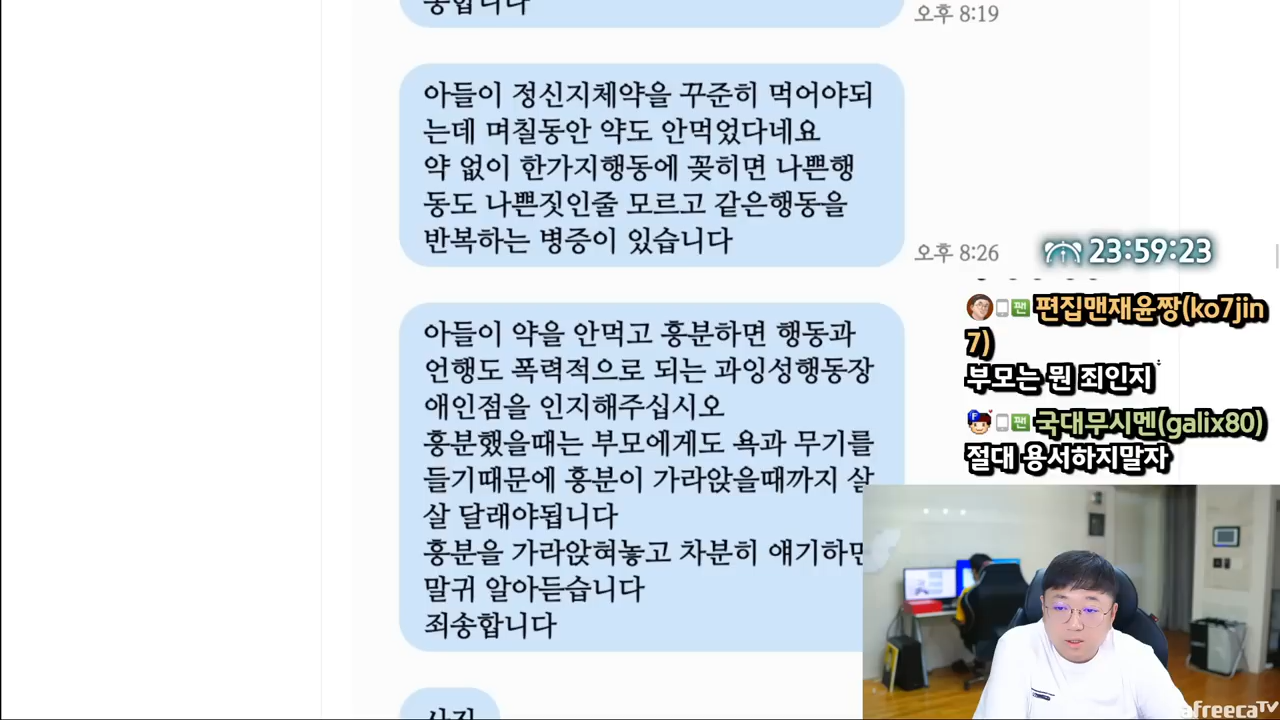 송합니다
오후 8:19
아들이 정신지체약을 꾸준히 먹어야되
는데 며칠동안 약도 안먹었다네요
약 없이 한가지행동에 꽂히면 나쁜행
동도 나쁜짓인줄 모르고 같은행동을
반복하는 병증이 있습니다
오후 8:26
23:59:23
아들이 약을 안먹고 흥분하면 행동과
언행도 폭력적으로 되는 과잉성행동장
애인점을 인지해주십시오
흥분했을때는 부모에게도 욕과 무기를
들기때문에 흥분이 가라앉을때까지 살
살 달래야됩니다
흥분을 가라앉혀놓고 차분히 얘기하면
말귀 알아듣습니다
죄송합니다
팬 편집맨재윤짱(ko7jin
7)
부모는 뭔 죄인지
팬 국대무시멘(galix80)
절대 용서하지말자
afreecaTV